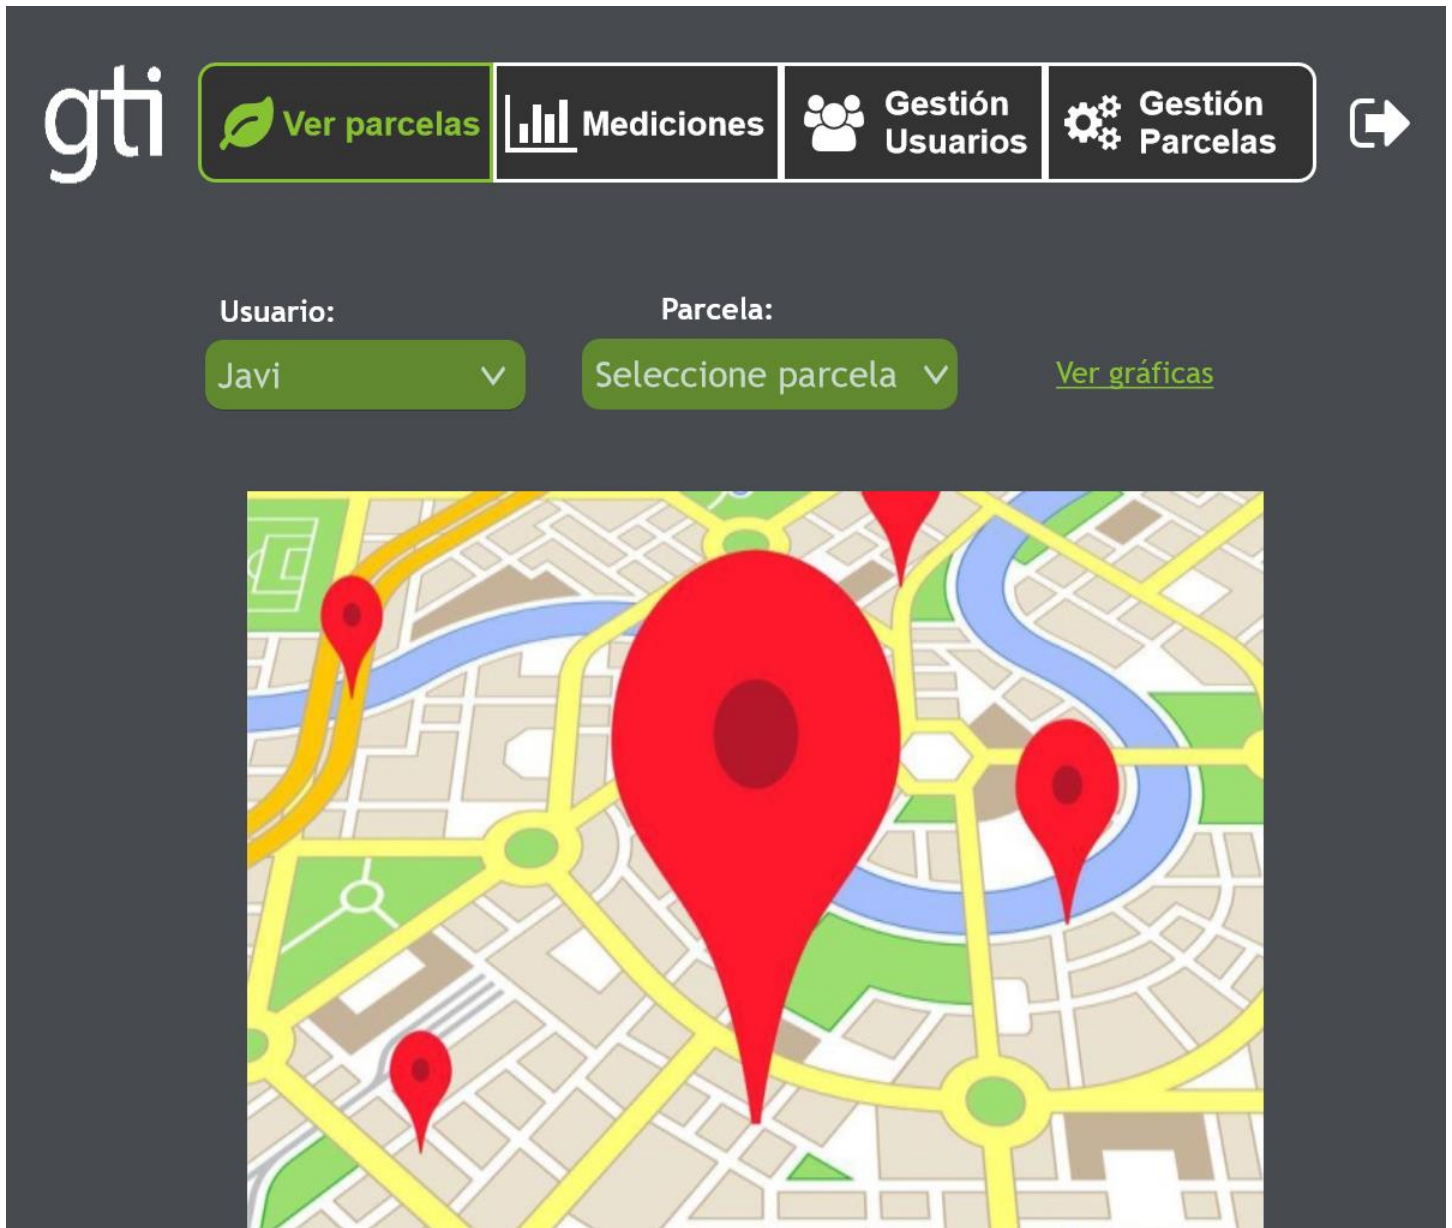 gti
Ver parcelas
Mediciones
Gestión
Usuarios
Gestión
Parcelas
Usuario:
Parcela:
Javi
Seleccione parcela
Ver gráficas